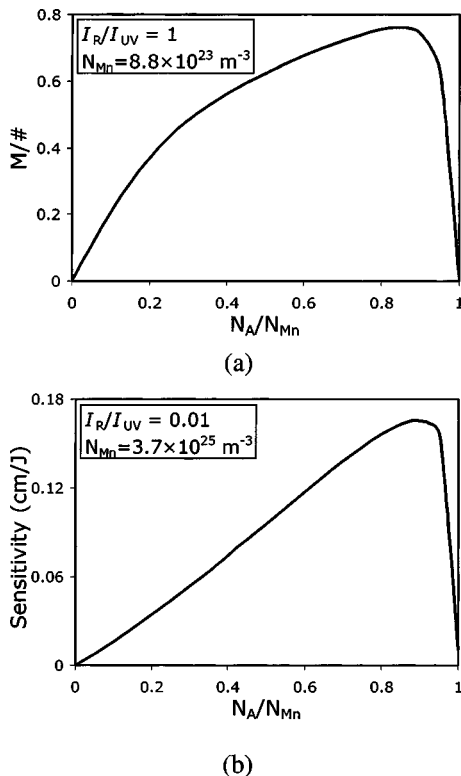 I_R/I_UV = 1
N_Mn=8.8×10^23 m^-3
M/#
0.8
0.6
0.4
0.2
0
0 0.2 0.4 0.6 0.8 1
N_A/N_Mn
(a)
I_R/I_UV = 0.01
N_Mn=3.7×10^25 m^-3
Sensitivity (cm/J)
0.18
0.12
0.06
0
0 0.2 0.4 0.6 0.8 1
N_A/N_Mn
(b)